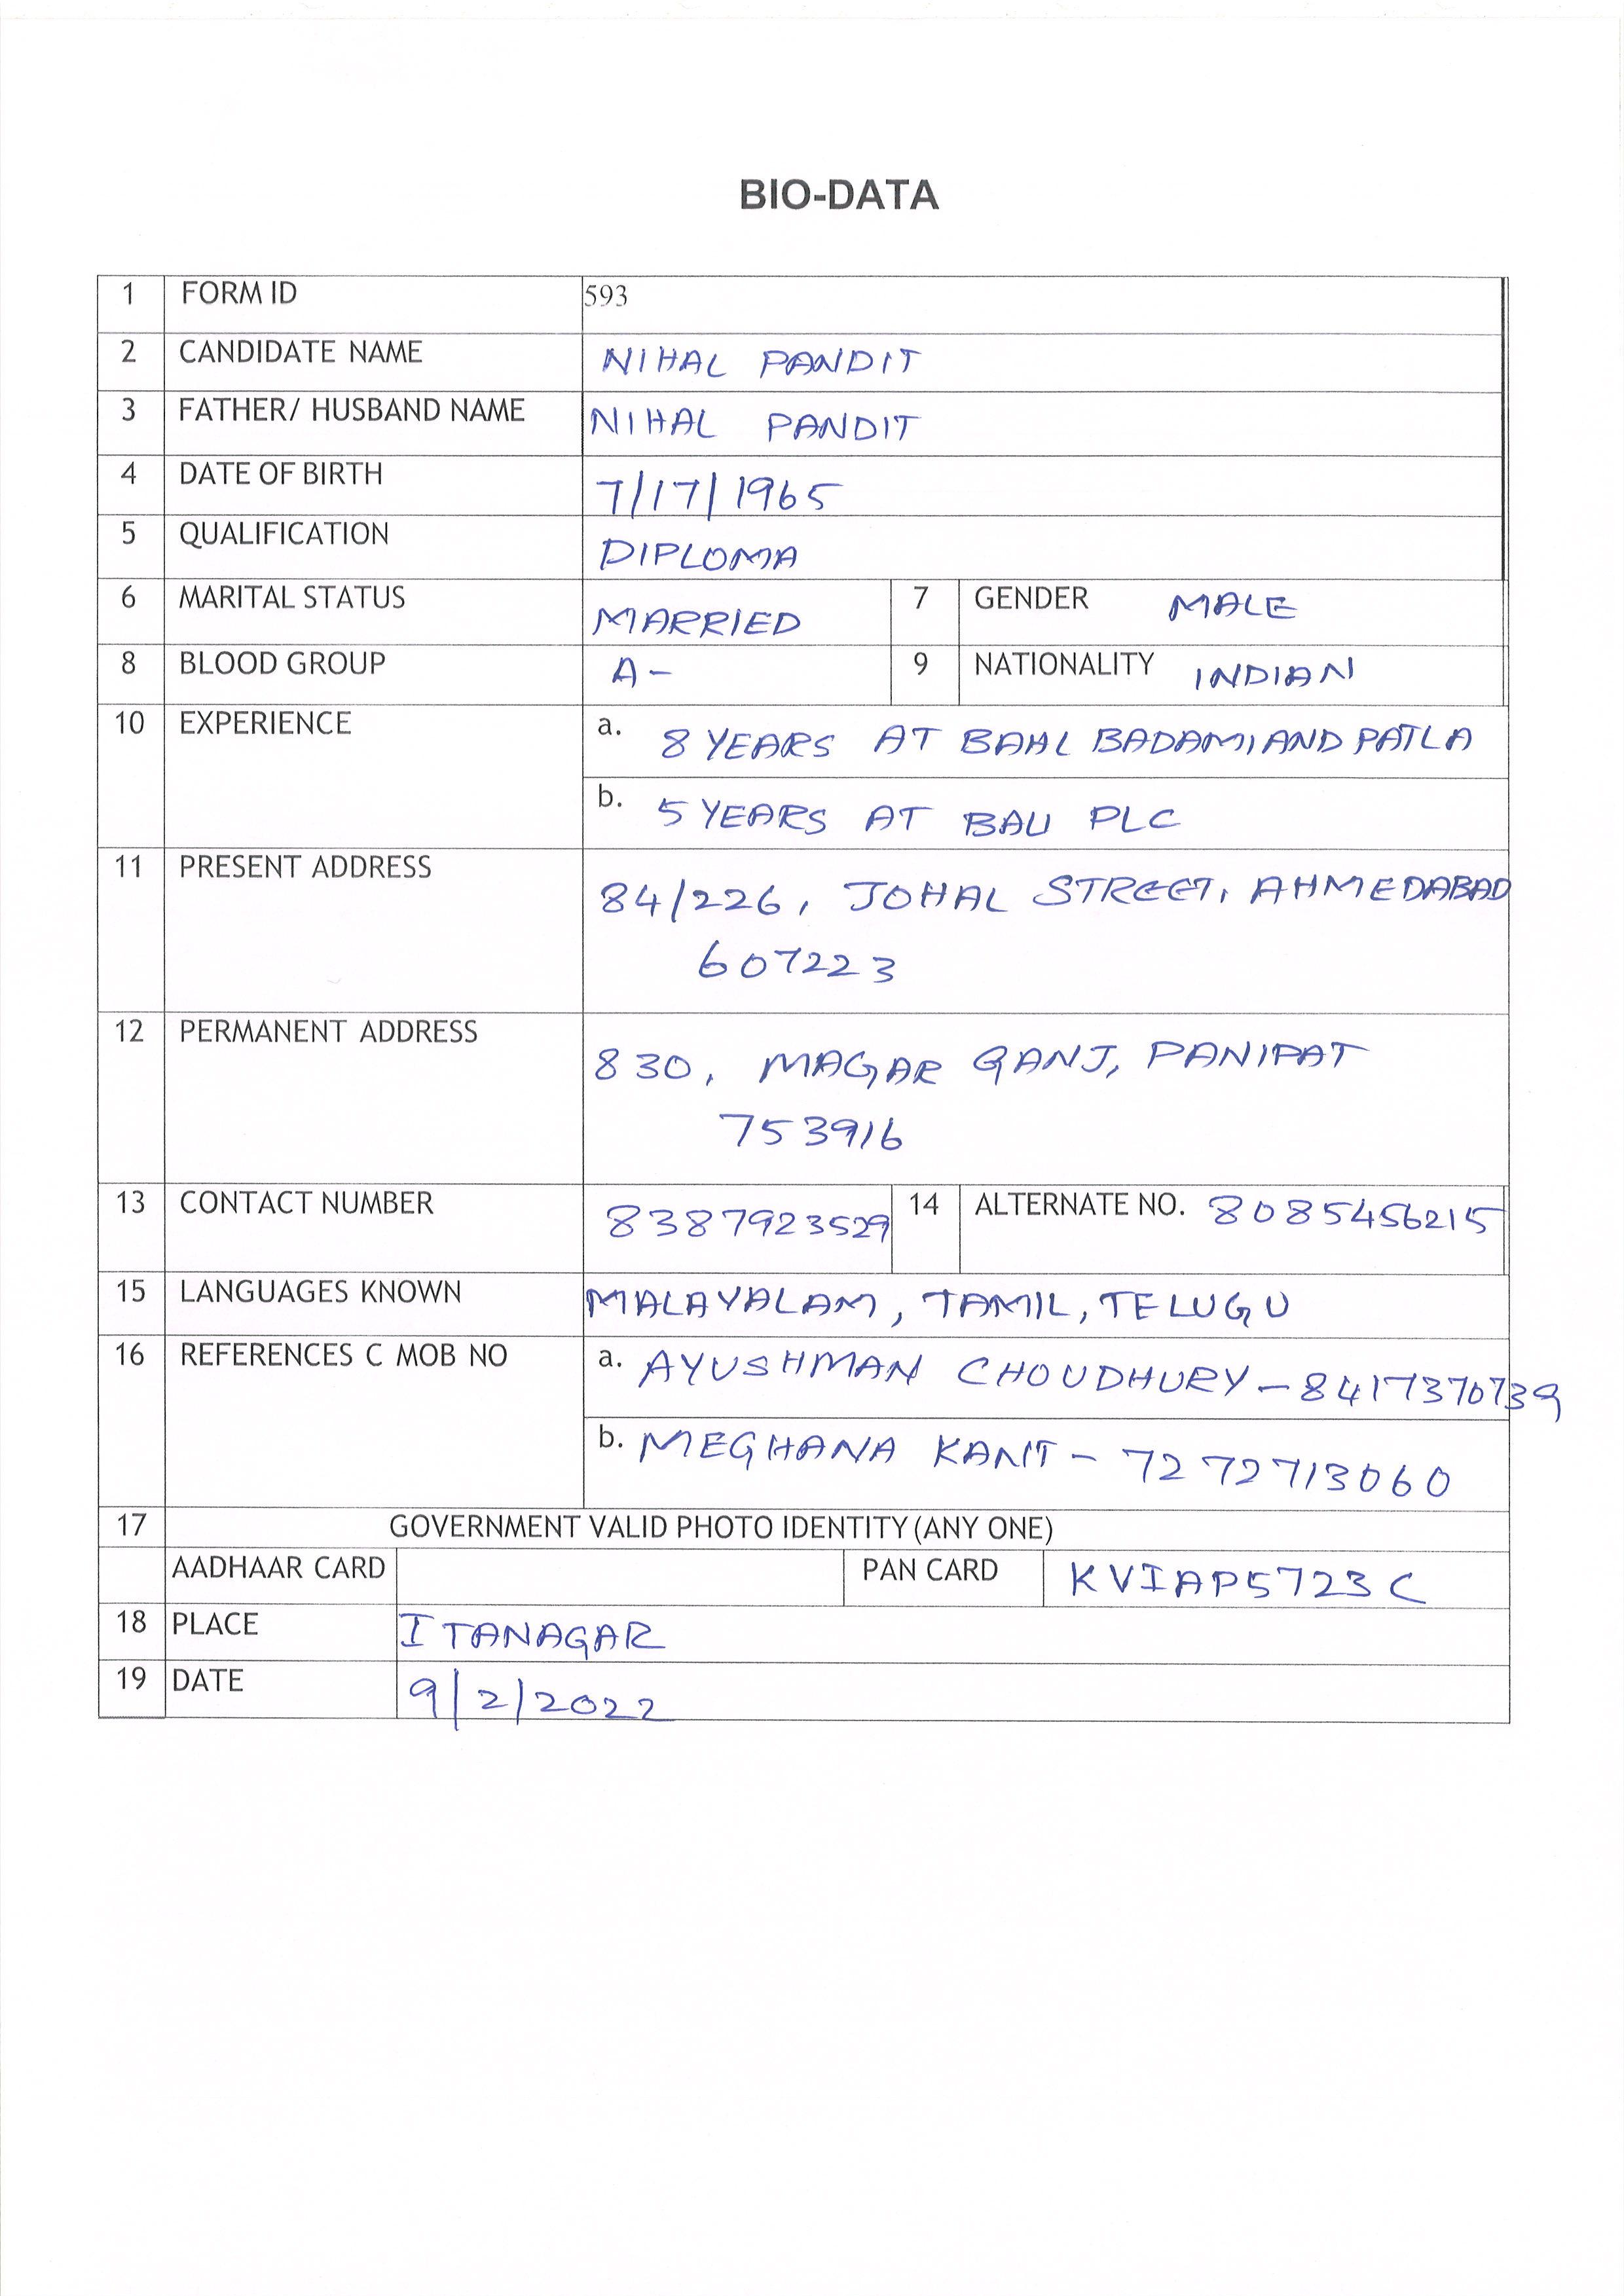 BIO-DATA
1 FORM ID 593
2 CANDIDATE NAME NIHAL PANDIT
3 FATHER/ HUSBAND NAME NIHAL PANDIT
4 DATE OF BIRTH 7/17/1965
5 QUALIFICATION DIPLOMA
6 MARITAL STATUS MARRIED 7 GENDER MALE
8 BLOOD GROUP A- 9 NATIONALITY INDIAN
10 EXPERIENCE a. 8 YEARS AT BAHL BADAMI AND PATLA
b. 5 YEARS AT BAU PLC
11 PRESENT ADDRESS 84/226, JOHAL STREET, AHMEDABAD
607223
12 PERMANENT ADDRESS 830, MAGAR GANJ, PANIPAT
753916
13 CONTACT NUMBER 8387923529 14 ALTERNATE NO. 8085456215
15 LANGUAGES KNOWN MALAYALAM, TAMIL, TELUGU
16 REFERENCES C MOB NO a. AYUSHMAN CHOUDHURY - 8417370739
b. MEGHANA KANT - 7272713060
17 GOVERNMENT VALID PHOTO IDENTITY (ANY ONE)
AADHAAR CARD PAN CARD KVIAP5723C
18 PLACE ITANAGAR
19 DATE 9/2/2022